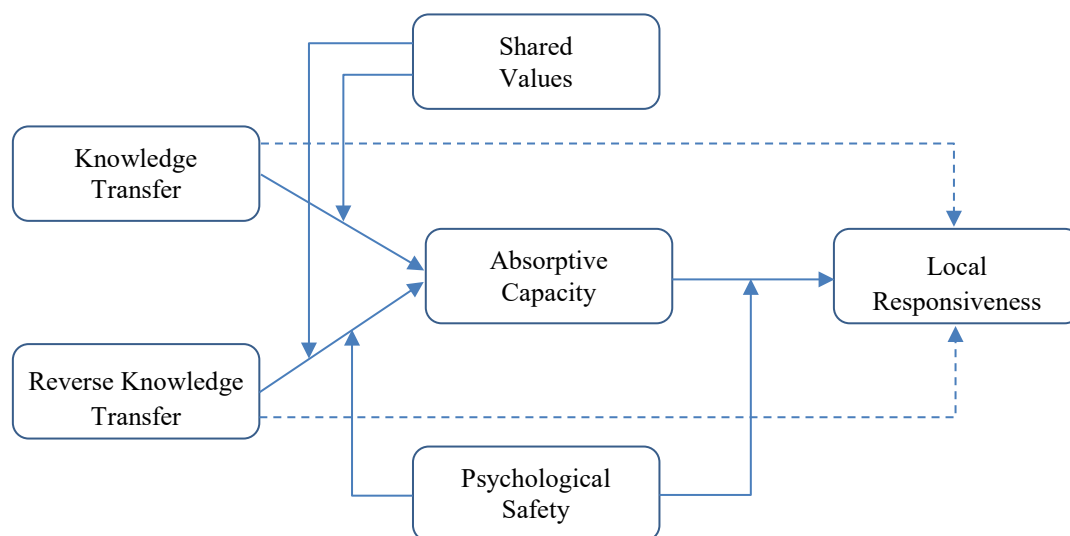 Shared
Values
Knowledge
Transfer
Absorptive
Capacity
Local
Responsiveness
Reverse Knowledge
Transfer
Psychological
Safety